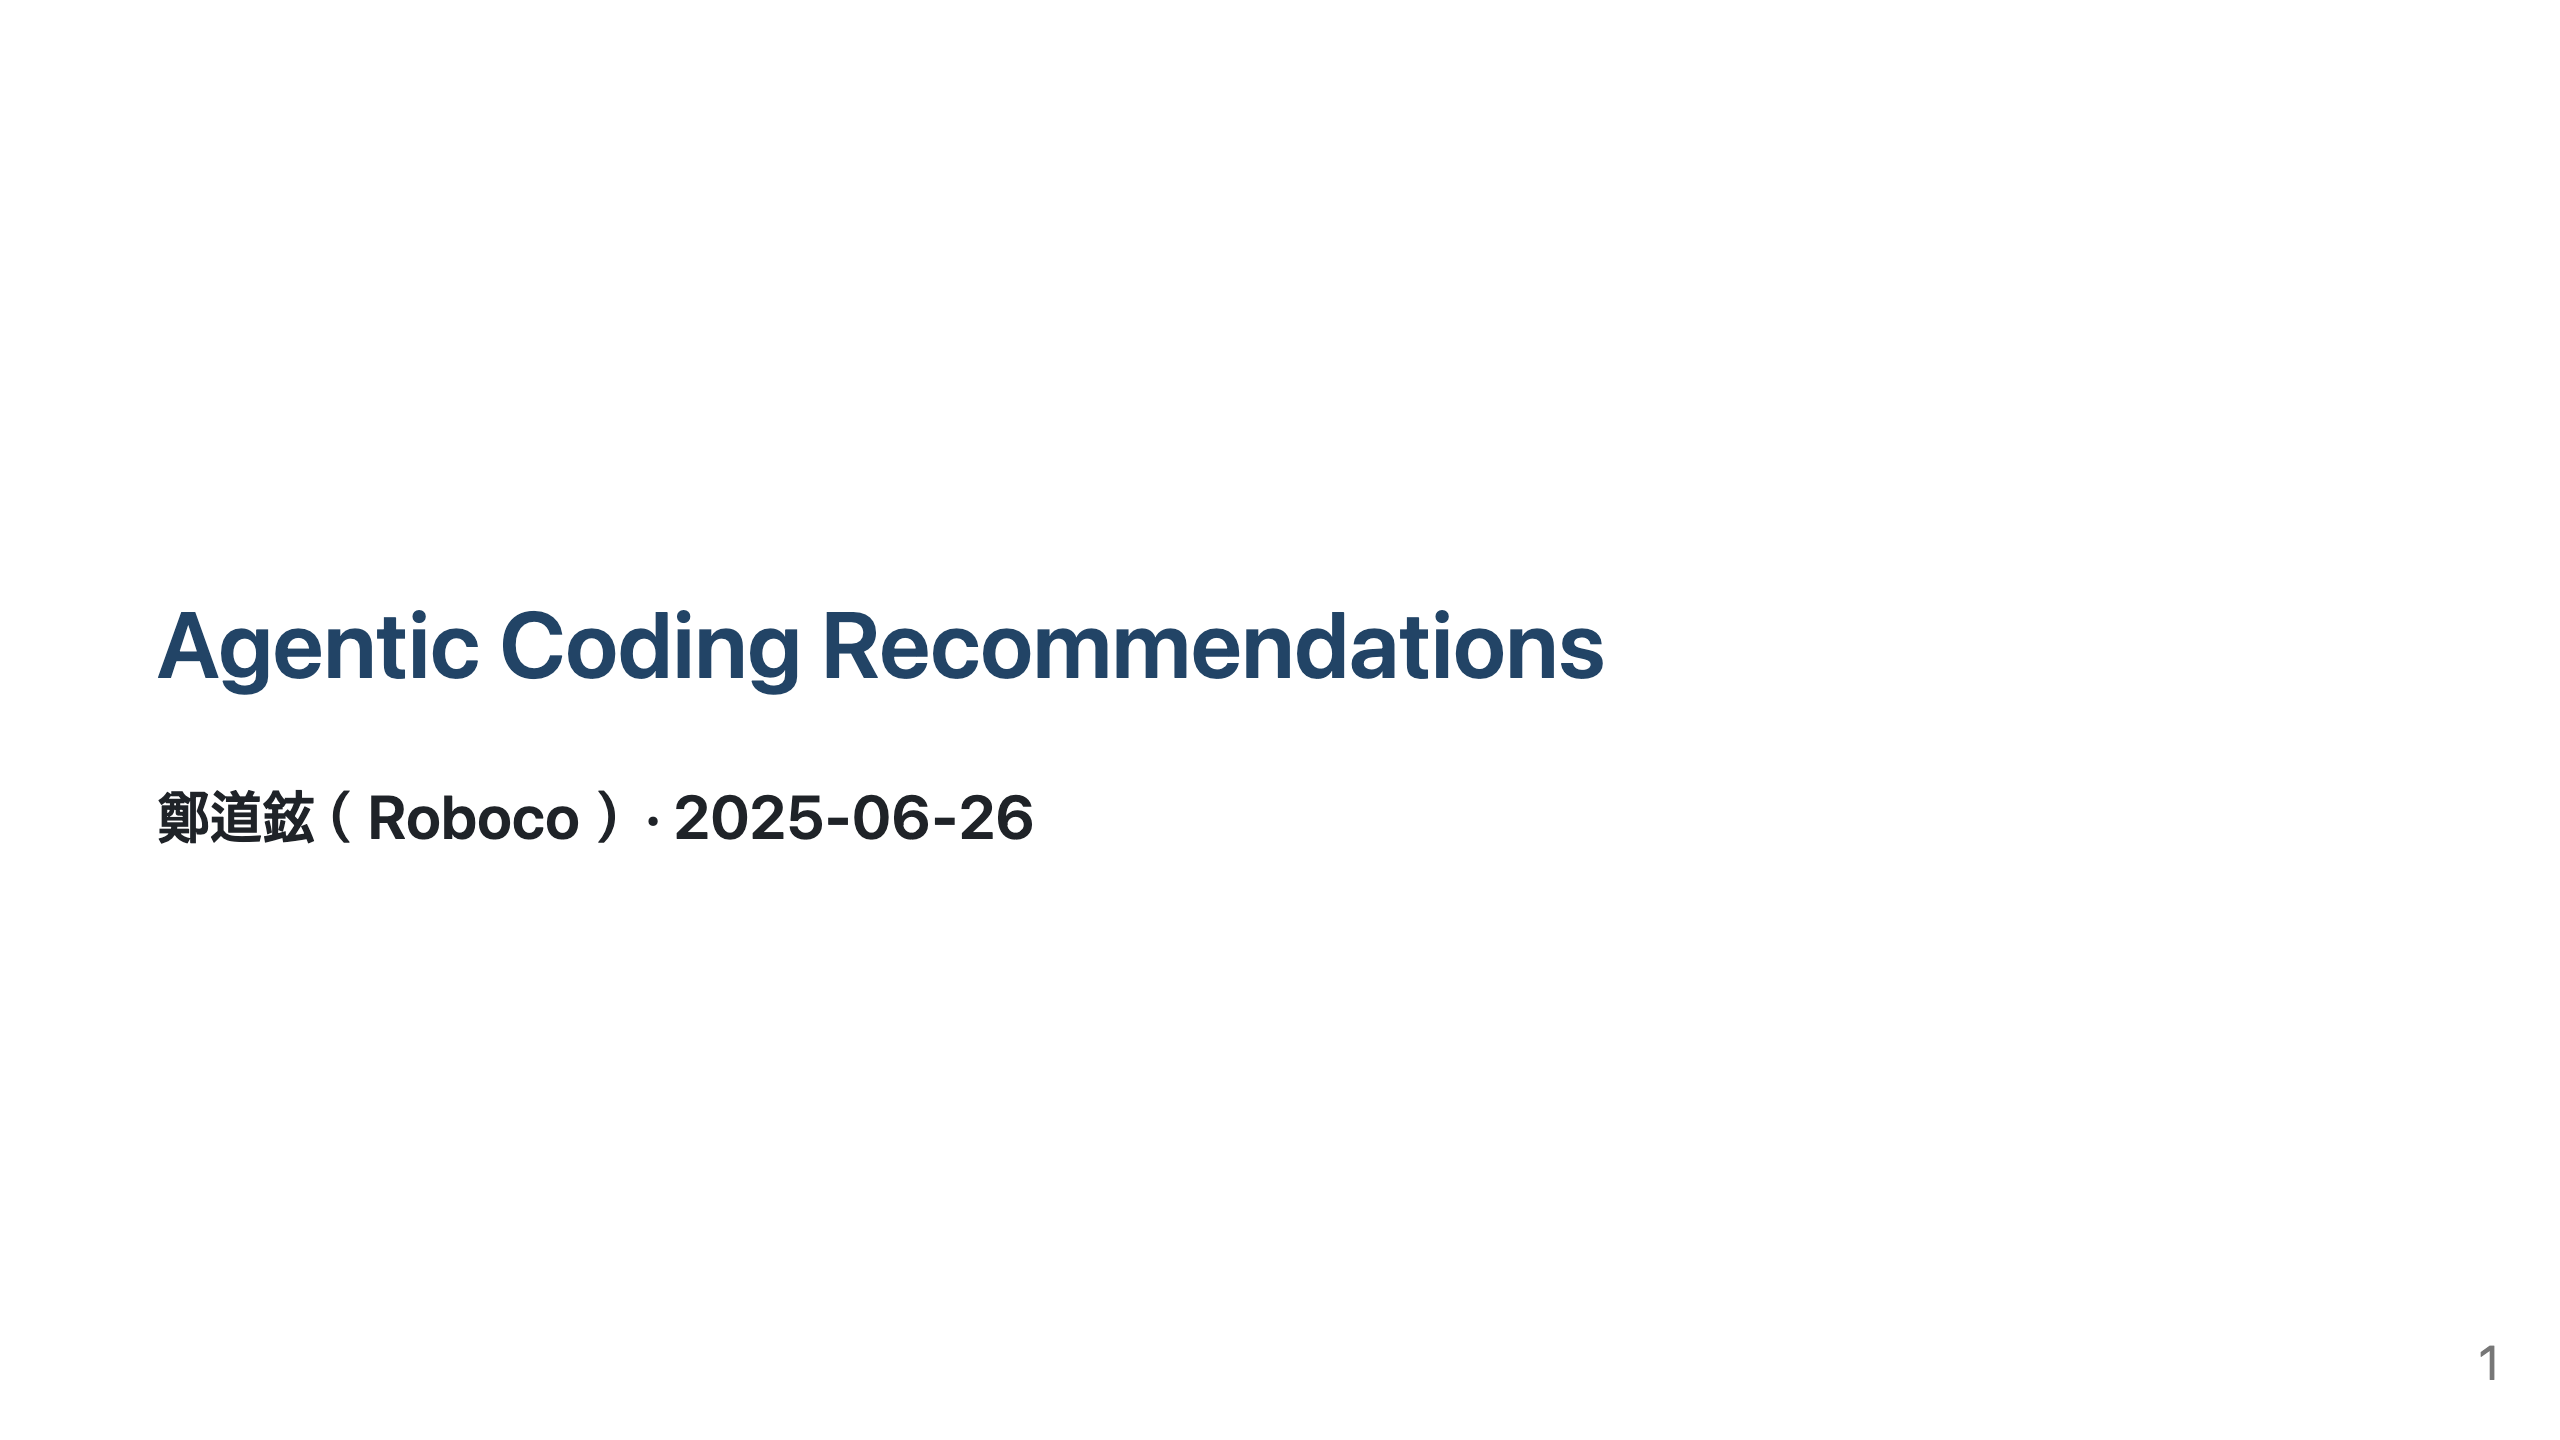 Agentic Coding Recommendations
鄭道鉉（Roboco）· 2025-06-26
1